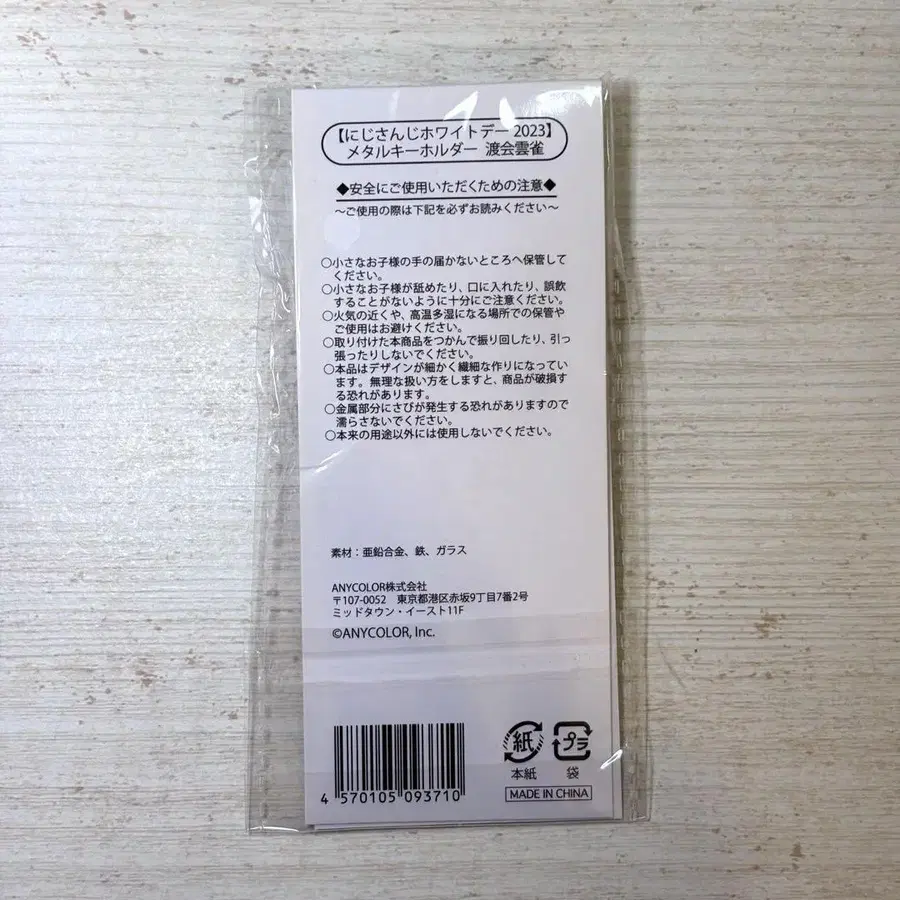 【にじさんじホワイトデー 2023】
メタルキーホルダー 渡会雲雀
◆安全にご使用いただくための注意◆
～ご使用の際は下記を必ずお読みください～
○小さなお子様の手の届かないところへ保管して
ください。
○小さなお子様が舐めたり、口に入れたり、誤飲
することがないように十分にご注意ください。
○火気の近くや、高温多湿になる場所での保管や
ご使用はお避けください。
○取り付けた本商品をつかんで振り回したり、引っ
張ったりしないでください。
○本品はデザインが細かく繊細な作りになってい
ます。無理な扱い方をしますと、商品が破損す
る恐れがあります。
○金属部分にさびが発生する恐れがありますので
濡らさないでください。
○本来の用途以外には使用しないでください。
素材：亜鉛合金、鉄、ガラス
ANYCOLOR株式会社
〒107-0052 東京都港区赤坂9丁目7番2号
ミッドタウン・イースト11F
©ANYCOLOR, Inc.
紙 プラ
本紙 袋
4 570105 093710
MADE IN CHINA